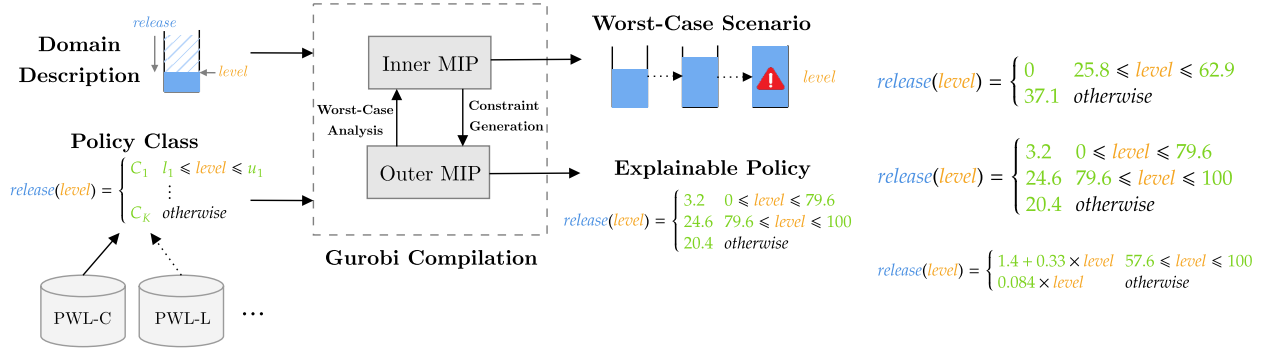 Domain
Description
release
level
Policy Class
release(level) = { C_1 l_1 ⩽ level ⩽ u_1
⋮
C_K otherwise
PWL-C
PWL-L
...
Inner MIP
Worst-Case
Analysis
Constraint
Generation
Outer MIP
Gurobi Compilation
Worst-Case Scenario
level
Explainable Policy
release(level) = { 3.2 0 ⩽ level ⩽ 79.6
24.6 79.6 ⩽ level ⩽ 100
20.4 otherwise
release(level) = { 0 25.8 ⩽ level ⩽ 62.9
37.1 otherwise
release(level) = { 3.2 0 ⩽ level ⩽ 79.6
24.6 79.6 ⩽ level ⩽ 100
20.4 otherwise
release(level) = { 1.4 + 0.33 × level 57.6 ⩽ level ⩽ 100
0.084 × level otherwise